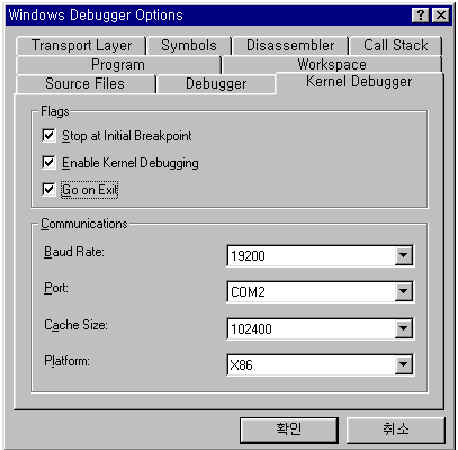 Windows Debugger Options
Transport Layer Symbols Disassembler Call Stack
Program Workspace
Source Files Debugger Kernel Debugger
Flags
Stop at Initial Breakpoint
Enable Kernel Debugging
Go on Exit
Communications
Baud Rate: 19200
Port: COM2
Cache Size: 102400
Platform: X86
확인 취소